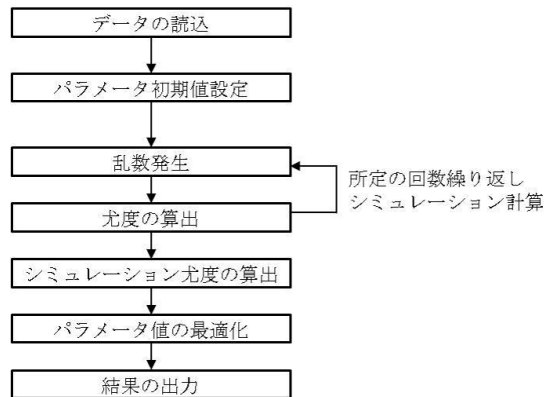 データの読込
パラメータ初期値設定
乱数発生
所定の回数繰り返し
シミュレーション計算
尤度の算出
シミュレーション尤度の算出
パラメータ値の最適化
結果の出力